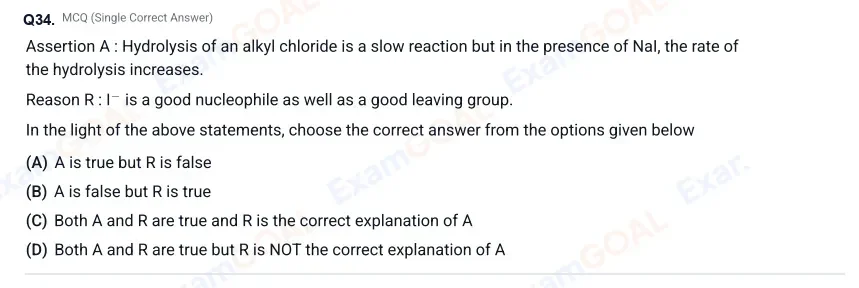 Q34. MCQ (Single Correct Answer)
Assertion A : Hydrolysis of an alkyl chloride is a slow reaction but in the presence of NaI, the rate of
the hydrolysis increases.
Reason R : I⁻ is a good nucleophile as well as a good leaving group.
In the light of the above statements, choose the correct answer from the options given below
(A) A is true but R is false
(B) A is false but R is true
(C) Both A and R are true and R is the correct explanation of A
(D) Both A and R are true but R is NOT the correct explanation of A
ExamGOAL